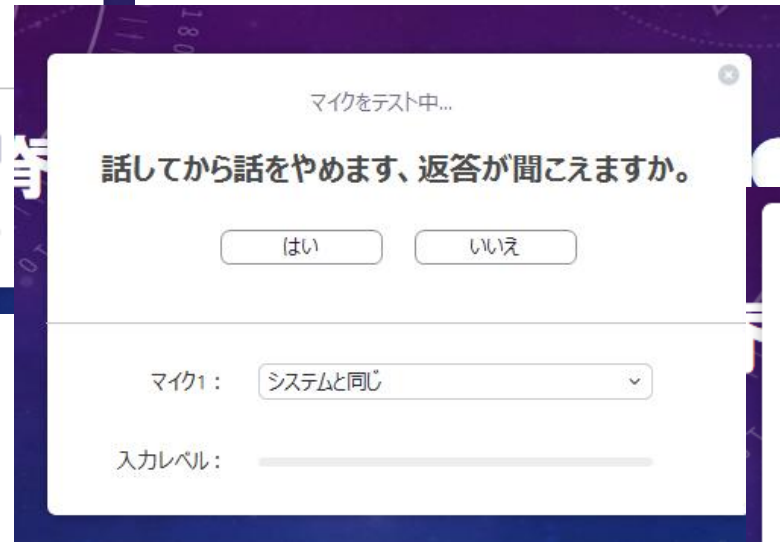 180
マイクをテスト中...
話してから話をやめます、返答が聞こえますか。
はい
いいえ
マイク1：
システムと同じ
入力レベル：